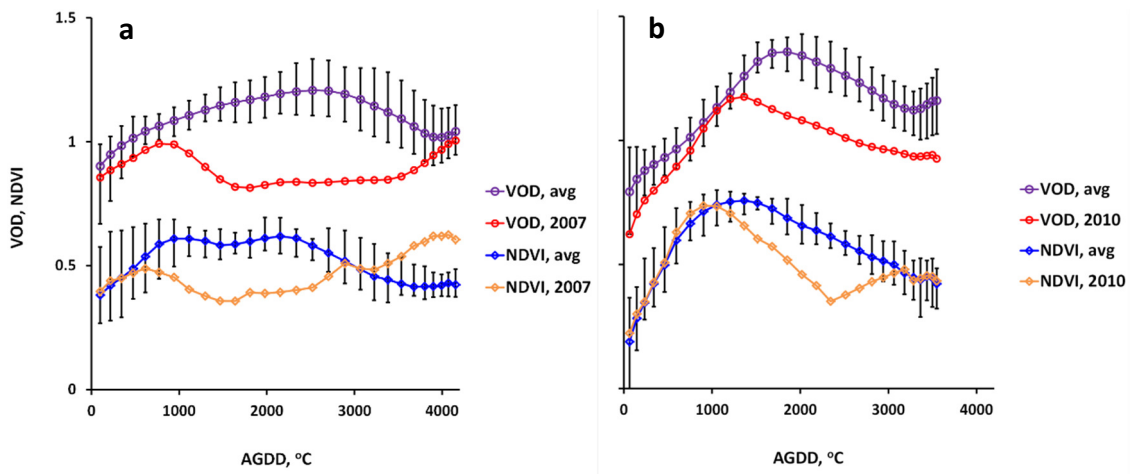 a
1.5
1
0.5
0
VOD, NDVI
0
1000
2000
3000
4000
AGDD, °C
VOD, avg
VOD, 2007
NDVI, avg
NDVI, 2007
b
0
1000
2000
3000
4000
AGDD, °C
VOD, avg
VOD, 2010
NDVI, avg
NDVI, 2010